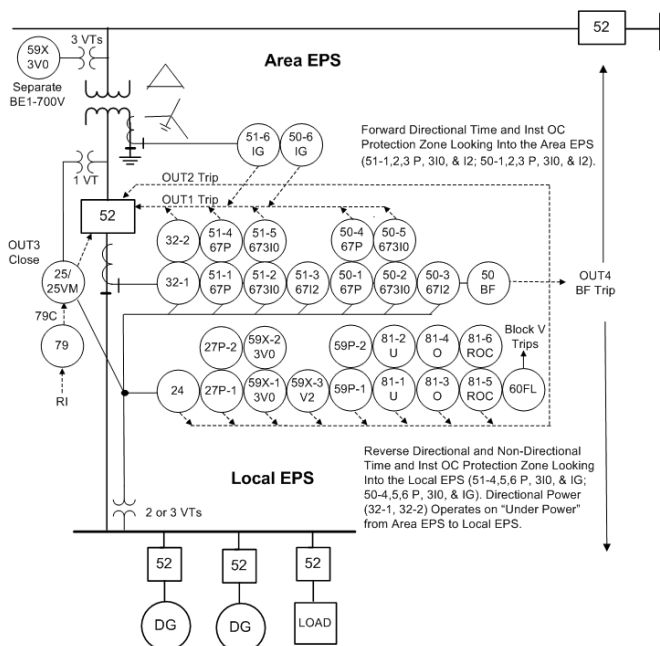 3 VTs
59X
3V0
Separate
BE1-700V
Area EPS
52
51-6
IG
50-6
IG
Forward Directional Time and Inst OC
Protection Zone Looking Into the Area EPS
(51-1,2,3 P, 3I0, & I2; 50-1,2,3 P, 3I0, & I2).
1 VT
OUT2 Trip
OUT1 Trip
52
OUT3
Close
32-2
51-4
67P
51-5
673I0
50-4
67P
50-5
673I0
25/
25VM
32-1
51-1
67P
51-2
673I0
51-3
67I2
50-1
67P
50-2
673I0
50-3
67I2
50
BF
OUT4
BF Trip
79C
79
RI
27P-2
59X-2
3V0
59P-2
81-2
U
81-4
O
81-6
ROC
Block V
Trips
24
27P-1
59X-1
3V0
59X-3
V2
59P-1
81-1
U
81-3
O
81-5
ROC
60FL
Local EPS
Reverse Directional and Non-Directional
Time and Inst OC Protection Zone Looking
Into the Local EPS (51-4,5,6 P, 3I0, & IG;
50-4,5,6 P, 3I0, & IG). Directional Power
(32-1, 32-2) Operates on “Under Power”
from Area EPS to Local EPS.
2 or 3 VTs
52
52
52
DG
DG
LOAD